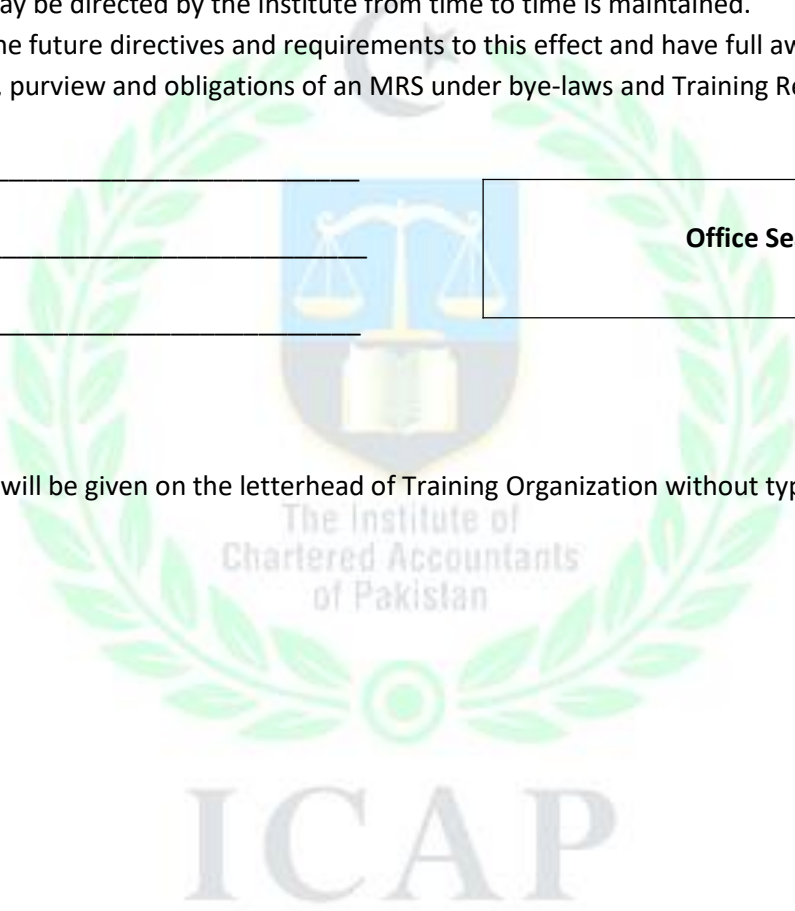 ay be directed by the Institute from time to time is maintained.
he future directives and requirements to this effect and have full aw
, purview and obligations of an MRS under bye-laws and Training Re
Office Se
will be given on the letterhead of Training Organization without typ
The Institute of
Chartered Accountants
of Pakistan
ICAP